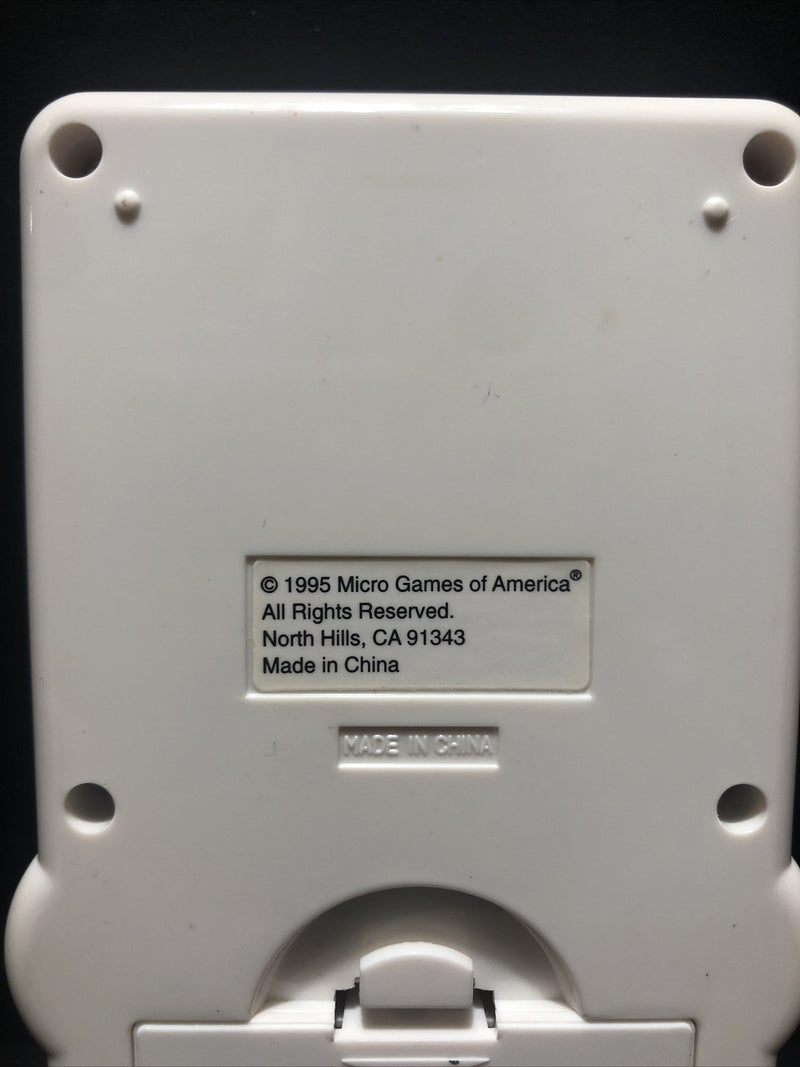 © 1995 Micro Games of America®
All Rights Reserved.
North Hills, CA 91343
Made in China
MADE IN CHINA